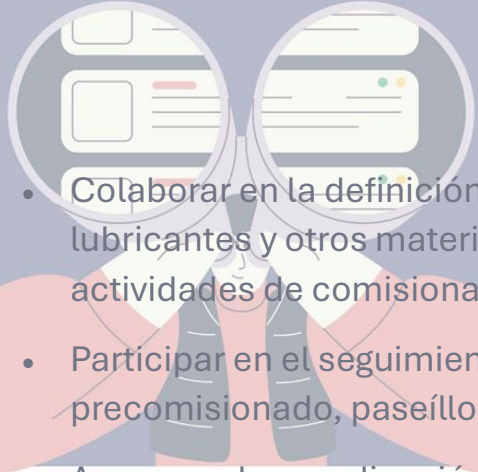 • Colaborar en la definición
lubricantes y otros materi
actividades de comisiona
• Participar en el seguimien
precomisionado, paseíllo